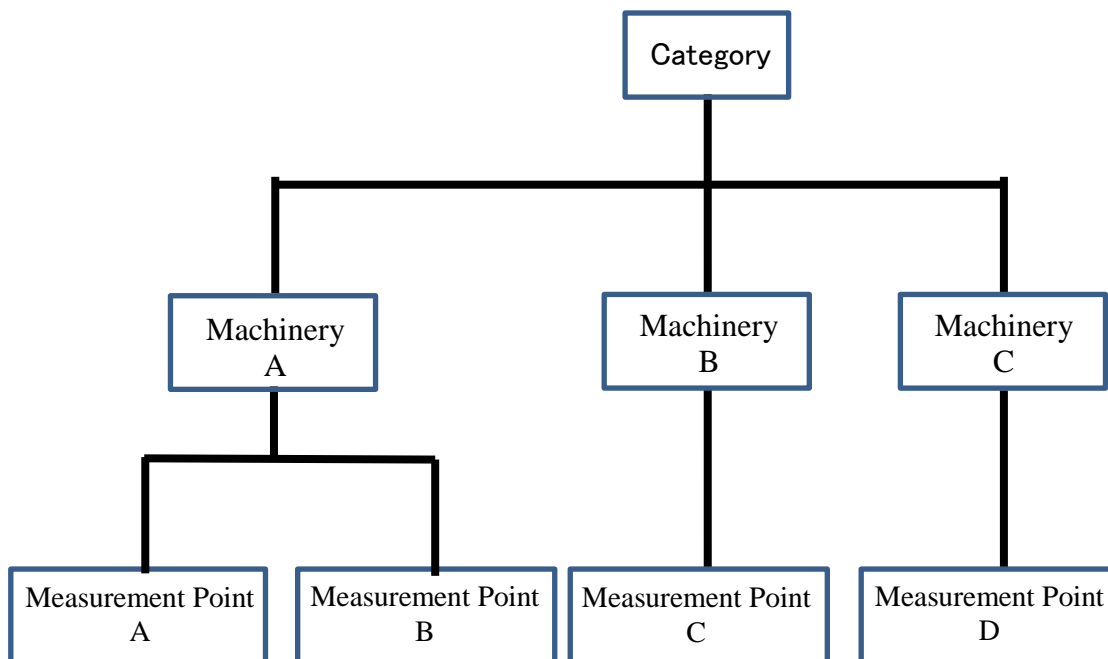 Category
Machinery
A
Machinery
B
Machinery
C
Measurement Point
A
Measurement Point
B
Measurement Point
C
Measurement Point
D